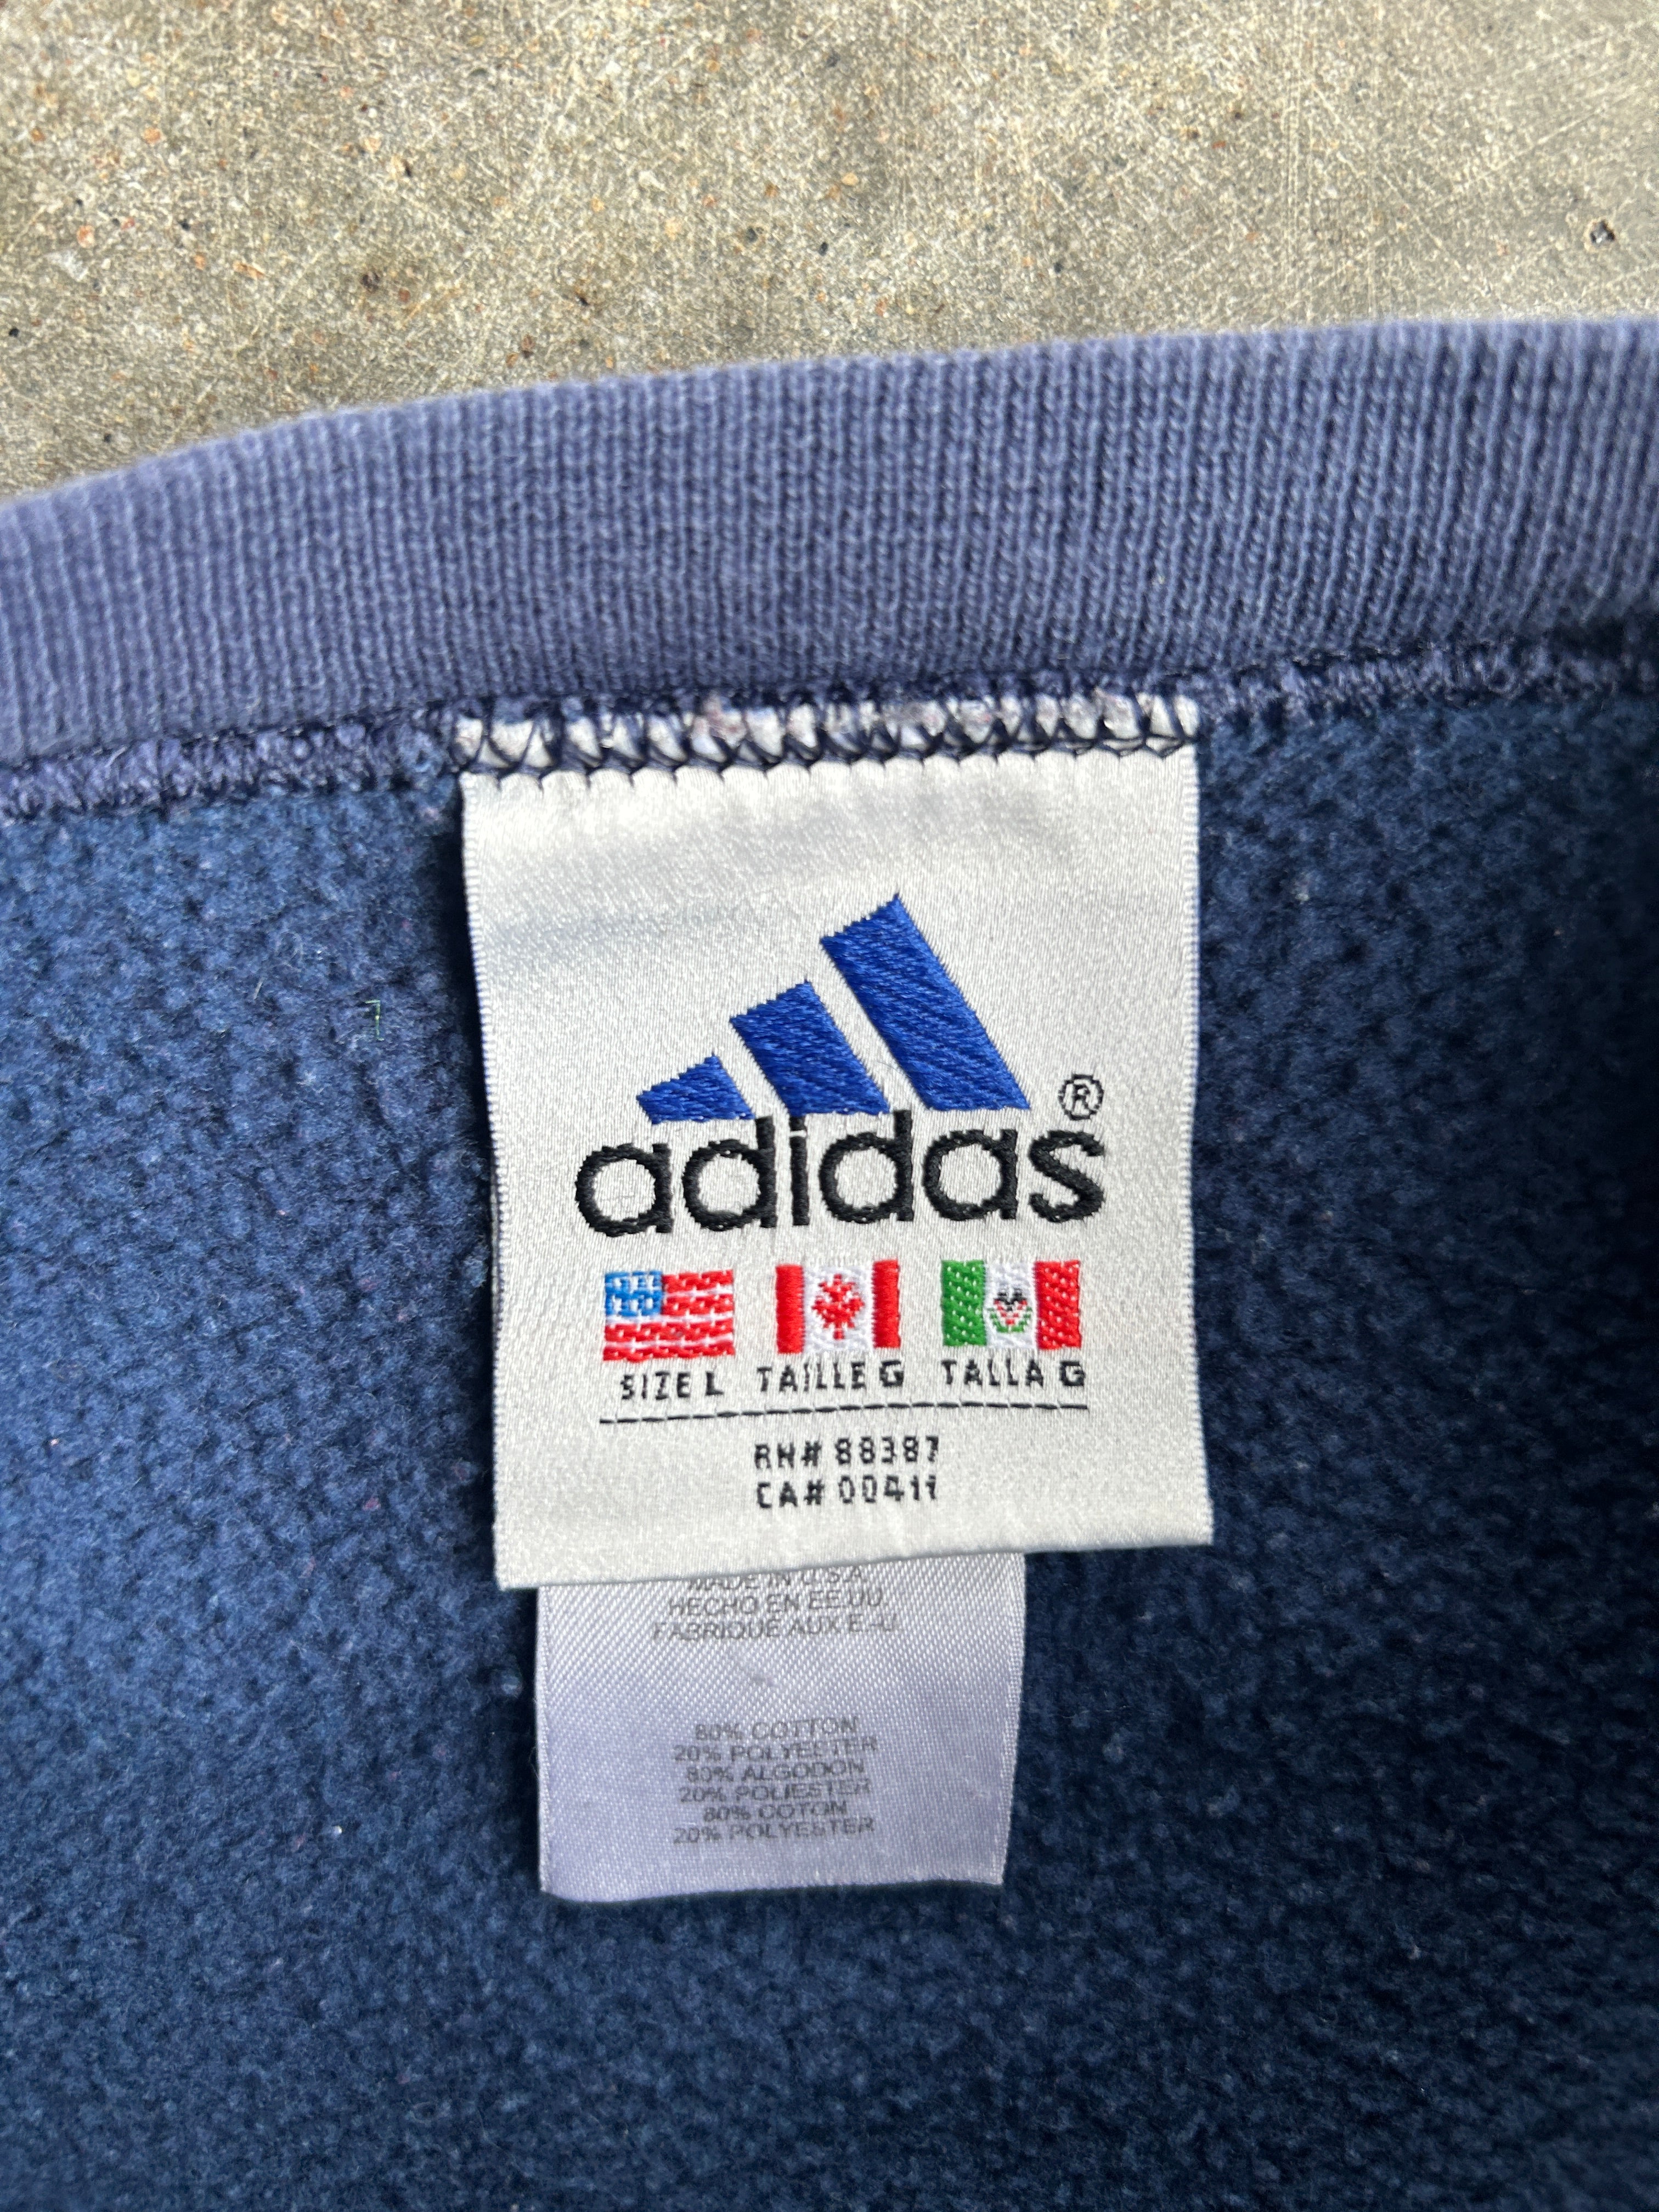 adidas®
SIZE L TAILLE G TALLA G
RN# 88387
CA# 00411
MADE IN U.S.A.
HECHO EN EE.UU.
FABRIQUE AUX E.-U.
80% COTTON
20% POLYESTER
80% ALGODON
20% POLIESTER
80% COTON
20% POLYESTER